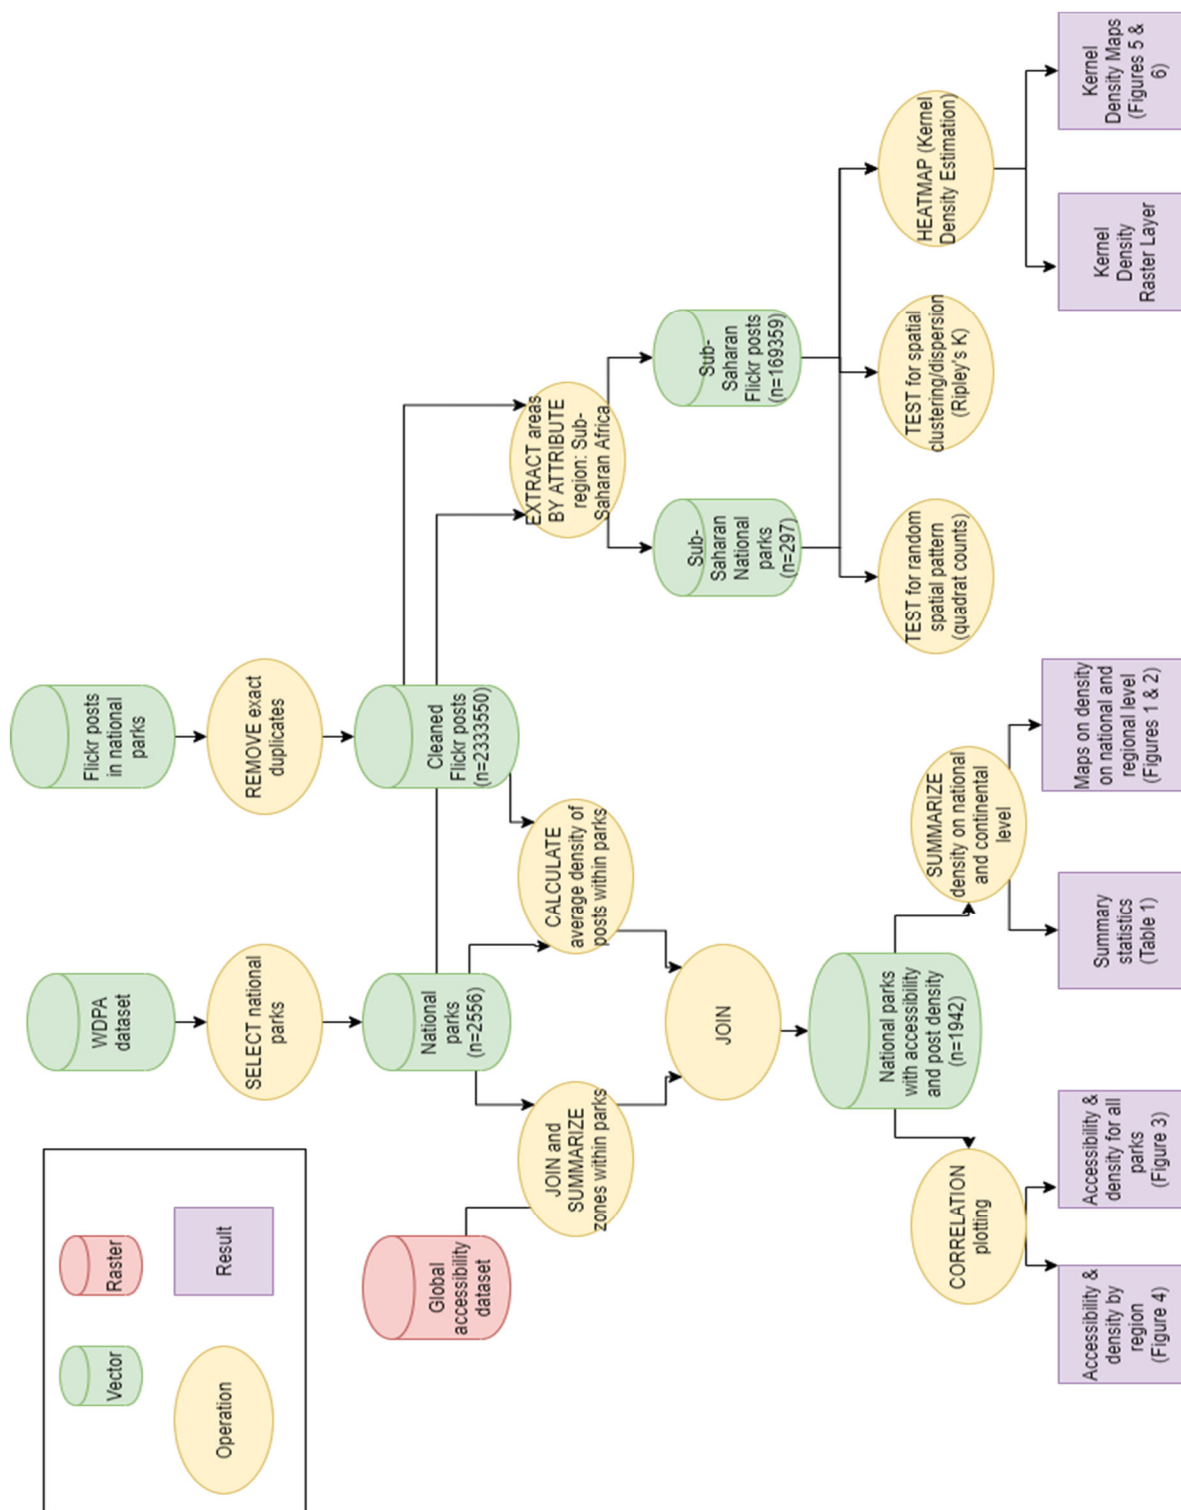 Vector
Raster
Operation
Result
WDPA
dataset
Flickr posts
in national
parks
SELECT national
parks
REMOVE exact
duplicates
Global
accessibility
dataset
National
parks
(n=2556)
Cleaned
Flickr posts
(n=2333550)
JOIN and
SUMMARIZE
zones within parks
CALCULATE
average density of
posts within parks
EXTRACT areas
BY ATTRIBUTE
region: Sub-
Saharan Africa
JOIN
Sub-
Saharan
National
parks
(n=297)
Sub-
Saharan
Flickr posts
(n=169359)
National parks
with accessibility
and post density
(n=1942)
CORRELATION
plotting
SUMMARIZE
density on national
and continental
level
TEST for random
spatial pattern
(quadrat counts)
TEST for spatial
clustering/dispersion
(Ripley's K)
HEATMAP (Kernel
Density Estimation)
Accessibility &
density by
region
(Figure 4)
Accessibility &
density for all
parks
(Figure 3)
Summary
statistics
(Table 1)
Maps on density
on national and
regional level
(Figures 1 & 2)
Kernel
Density
Raster Layer
Kernel
Density Maps
(Figures 5 &
6)